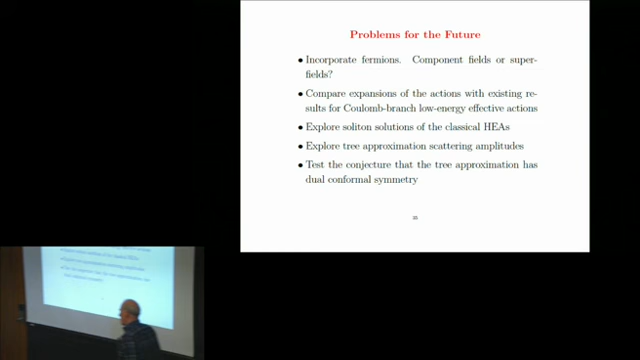 Problems for the Future
• Incorporate fermions. Component fields or super-
fields?
• Compare expansions of the actions with existing re-
sults for Coulomb-branch low-energy effective actions
• Explore soliton solutions of the classical HEAs
• Explore tree approximation scattering amplitudes
• Test the conjecture that the tree approximation has
dual conformal symmetry